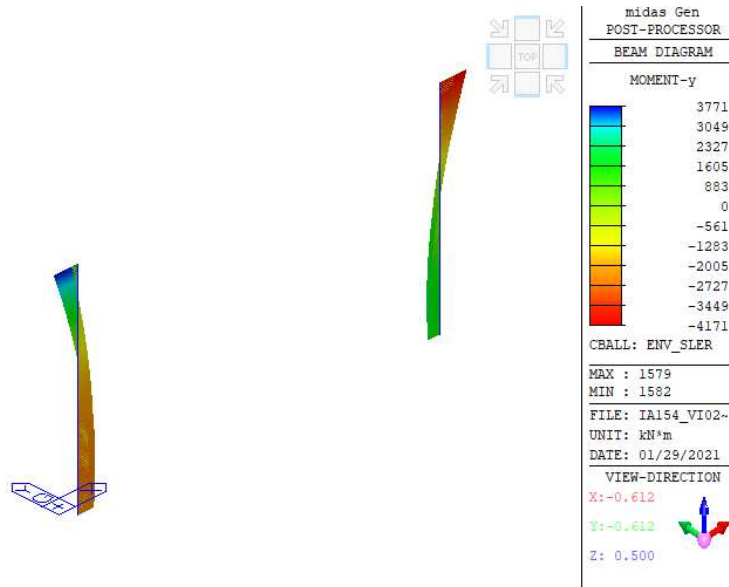 TOP
midas Gen
POST-PROCESSOR
BEAM DIAGRAM
MOMENT-y
3771
3049
2327
1605
883
0
-561
-1283
-2005
-2727
-3449
-4171
CBALL: ENV_SLER
MAX : 1579
MIN : 1582
FILE: IA154_VI02~
UNIT: kN*m
DATE: 01/29/2021
VIEW-DIRECTION
X:-0.612
Y:-0.612
Z: 0.500